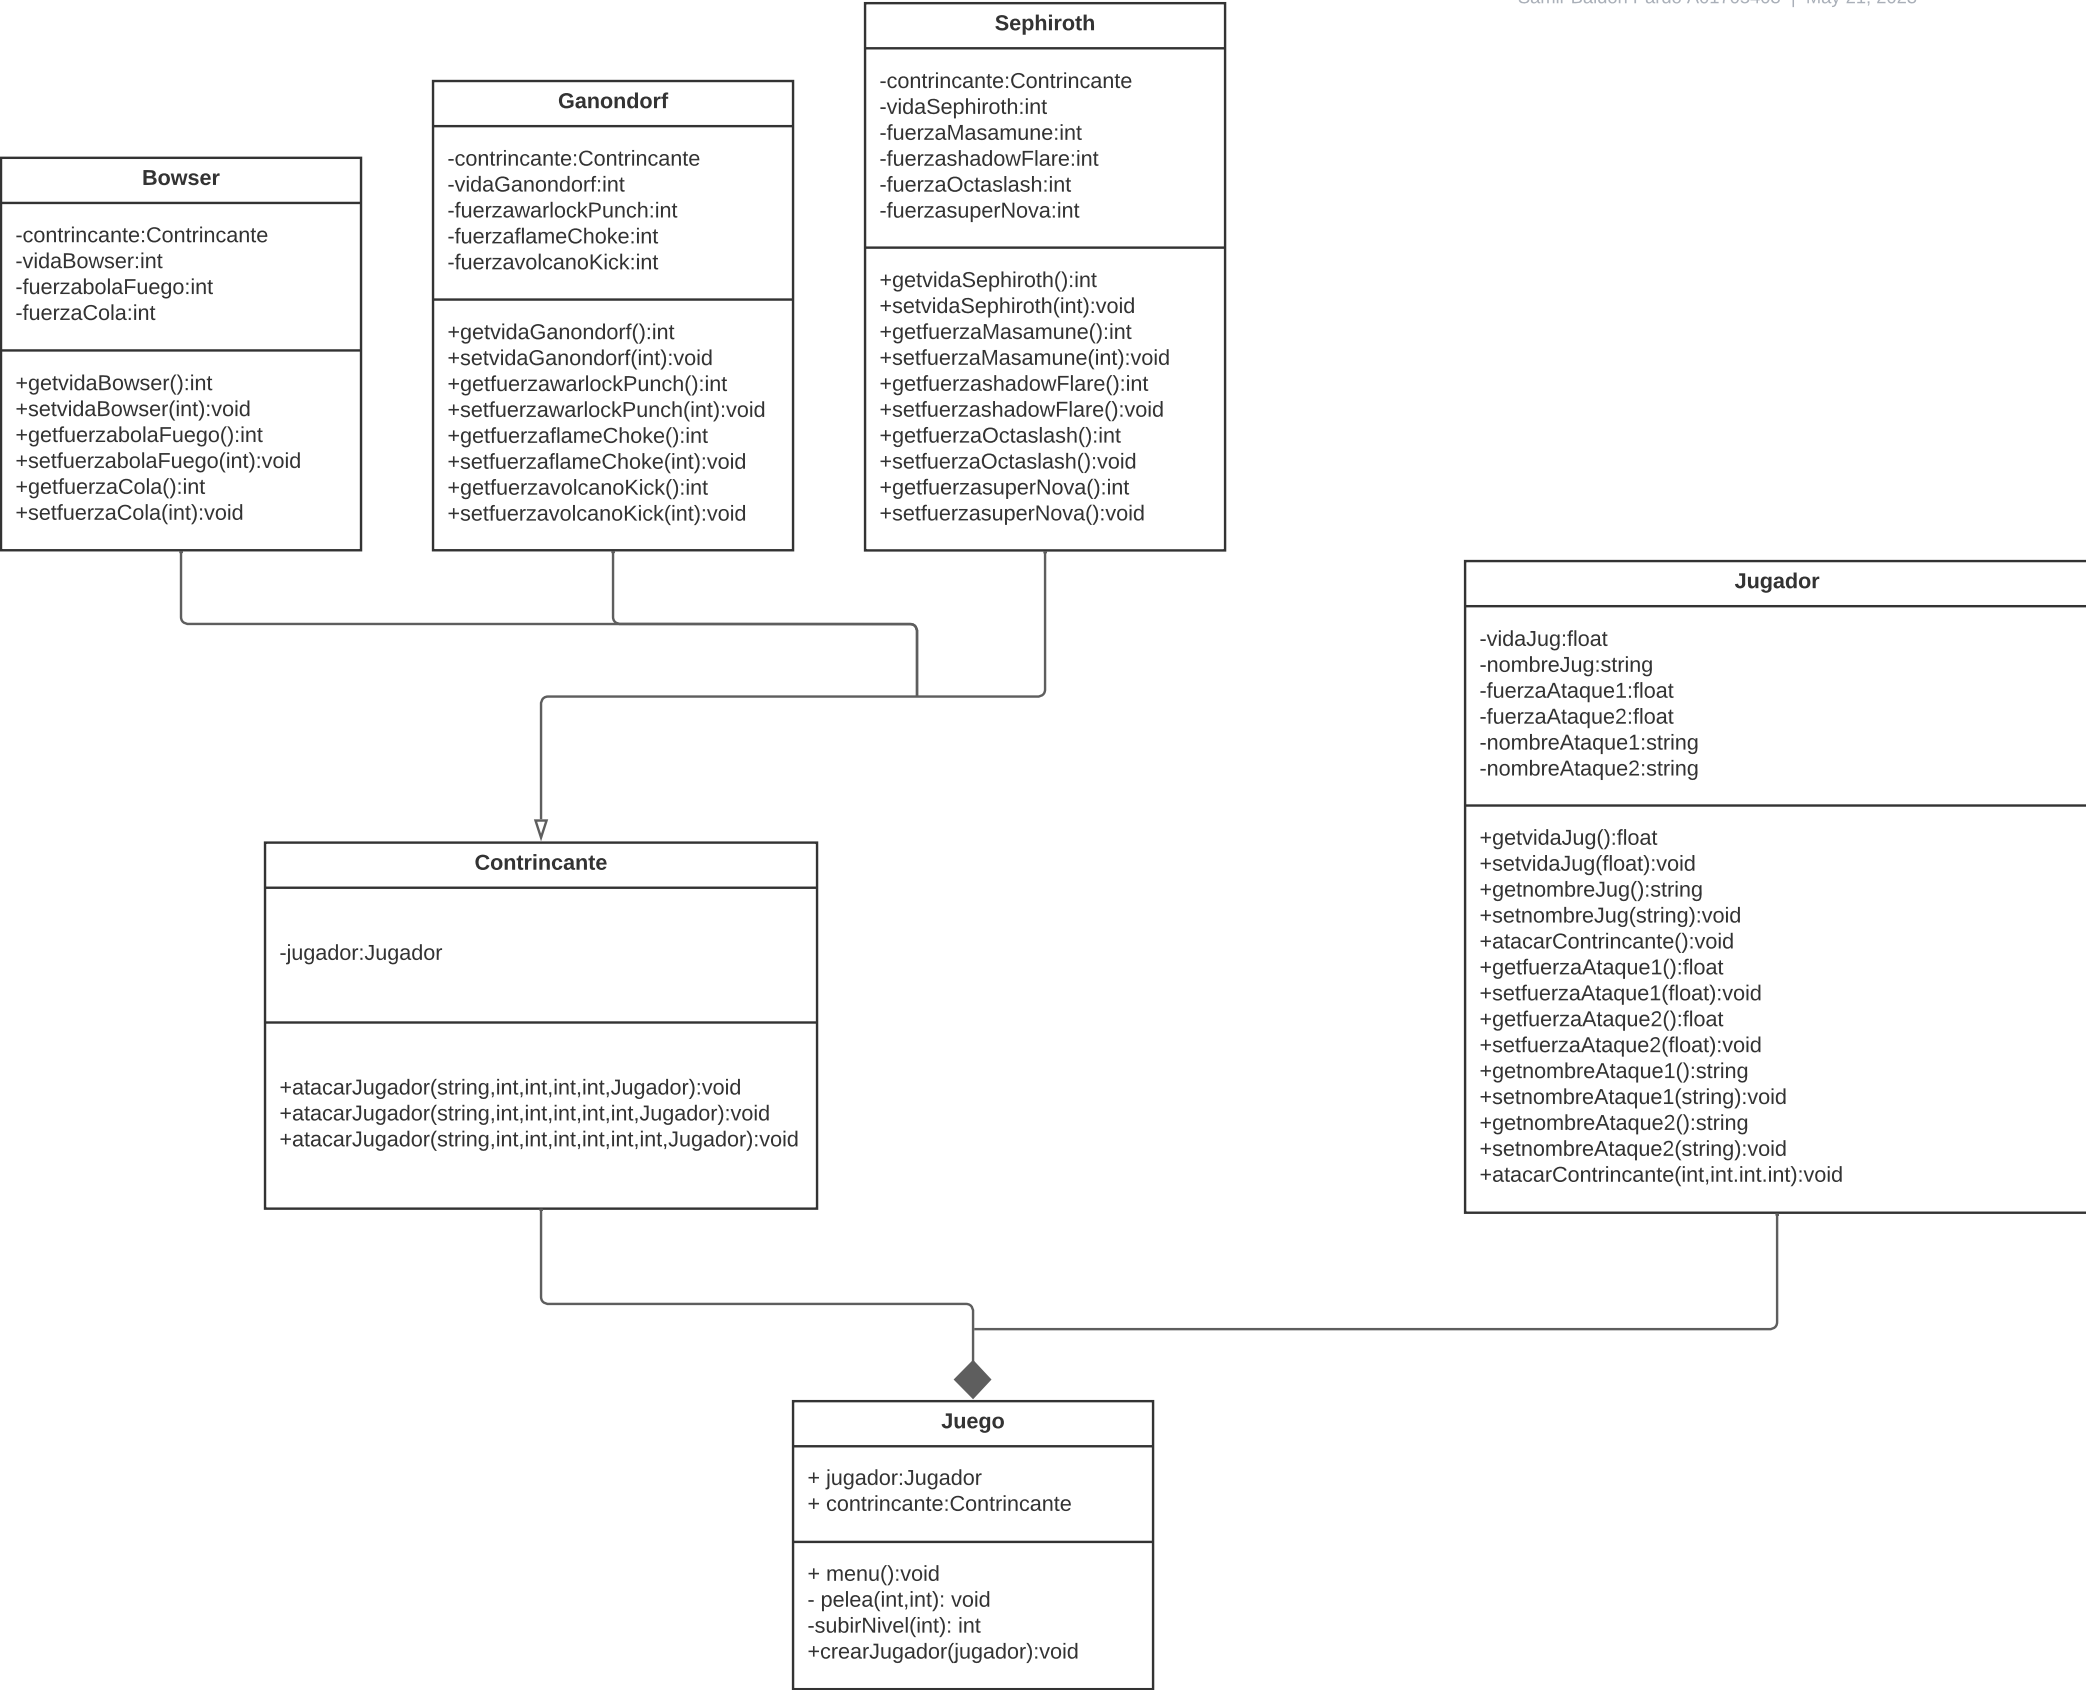 Sephiroth
-contrincante:Contrincante
-vidaSephiroth:int
-fuerzaMasamune:int
-fuerzashadowFlare:int
-fuerzaOctaslash:int
-fuerzasuperNova:int
+getvidaSephiroth():int
+setvidaSephiroth(int):void
+getfuerzaMasamune():int
+setfuerzaMasamune(int):void
+getfuerzashadowFlare():int
+setfuerzashadowFlare():void
+getfuerzaOctaslash():int
+setfuerzaOctaslash():void
+getfuerzasuperNova():int
+setfuerzasuperNova():void
Ganondorf
-contrincante:Contrincante
-vidaGanondorf:int
-fuerzawarlockPunch:int
-fuerzaflameChoke:int
-fuerzavolcanoKick:int
+getvidaGanondorf():int
+setvidaGanondorf(int):void
+getfuerzawarlockPunch():int
+setfuerzawarlockPunch(int):void
+getfuerzaflameChoke():int
+setfuerzaflameChoke(int):void
+getfuerzavolcanoKick():int
+setfuerzavolcanoKick(int):void
Bowser
-contrincante:Contrincante
-vidaBowser:int
-fuerzabolaFuego:int
-fuerzaCola:int
+getvidaBowser():int
+setvidaBowser(int):void
+getfuerzabolaFuego():int
+setfuerzabolaFuego(int):void
+getfuerzaCola():int
+setfuerzaCola(int):void
Jugador
-vidaJug:float
-nombreJug:string
-fuerzaAtaque1:float
-fuerzaAtaque2:float
-nombreAtaque1:string
-nombreAtaque2:string
+getvidaJug():float
+setvidaJug(float):void
+getnombreJug():string
+setnombreJug(string):void
+atacarContrincante():void
+getfuerzaAtaque1():float
+setfuerzaAtaque1(float):void
+getfuerzaAtaque2():float
+setfuerzaAtaque2(float):void
+getnombreAtaque1():string
+setnombreAtaque1(string):void
+getnombreAtaque2():string
+setnombreAtaque2(string):void
+atacarContrincante(int,int.int.int):void
Contrincante
-jugador:Jugador
+atacarJugador(string,int,int,int,int,Jugador):void
+atacarJugador(string,int,int,int,int,int,Jugador):void
+atacarJugador(string,int,int,int,int,int,int,Jugador):void
Juego
+ jugador:Jugador
+ contrincante:Contrincante
+ menu():void
- pelea(int,int): void
-subirNivel(int): int
+crearJugador(jugador):void